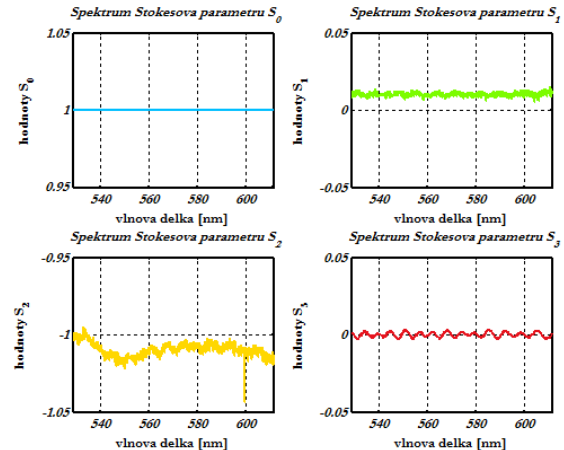 Spektrum Stokesova parametru S0
1.05
1
0.95
hodnoty S0
540 560 580 600
vlnova delka [nm]
Spektrum Stokesova parametru S1
0.05
0
-0.05
hodnoty S1
540 560 580 600
vlnova delka [nm]
Spektrum Stokesova parametru S2
-0.95
-1
-1.05
hodnoty S2
540 560 580 600
vlnova delka [nm]
Spektrum Stokesova parametru S3
0.05
0
-0.05
hodnoty S3
540 560 580 600
vlnova delka [nm]